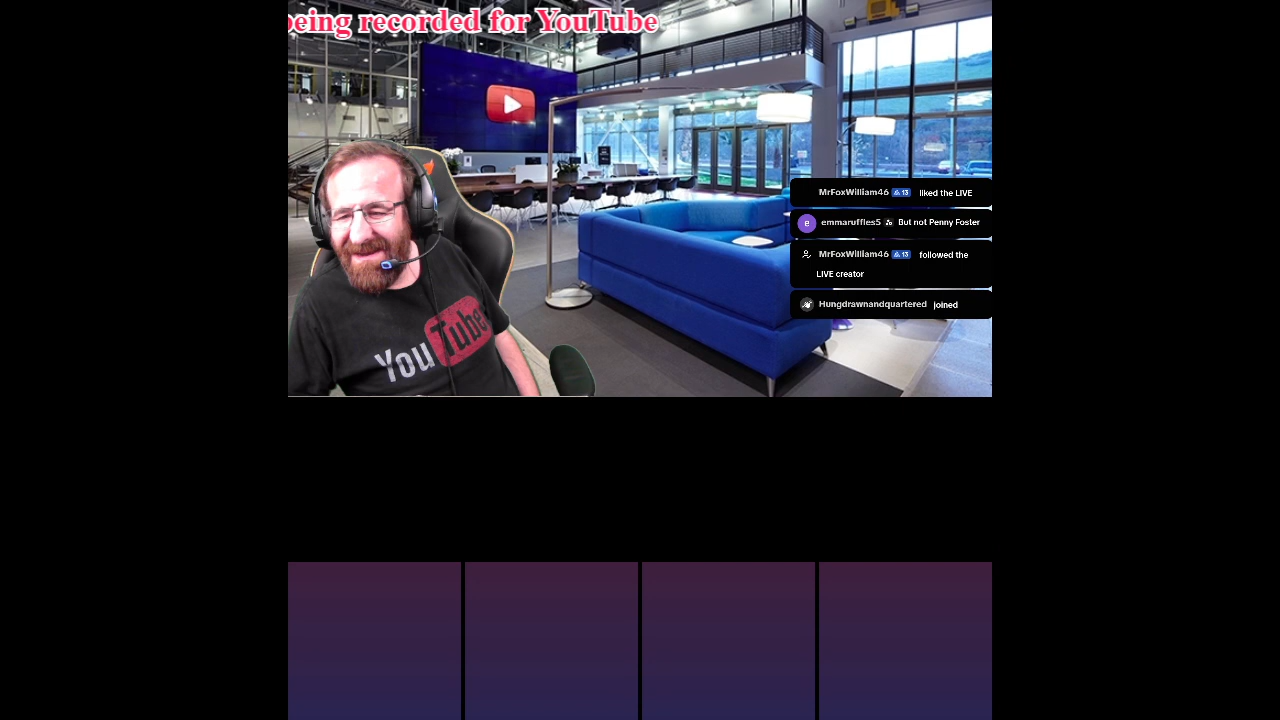 being recorded for YouTube
MrFoxWilliam46 13 liked the LIVE
e emmaruffles5 But not Penny Foster
MrFoxWilliam46 13 followed the
LIVE creator
Hungdrawnandquartered joined
YouTube